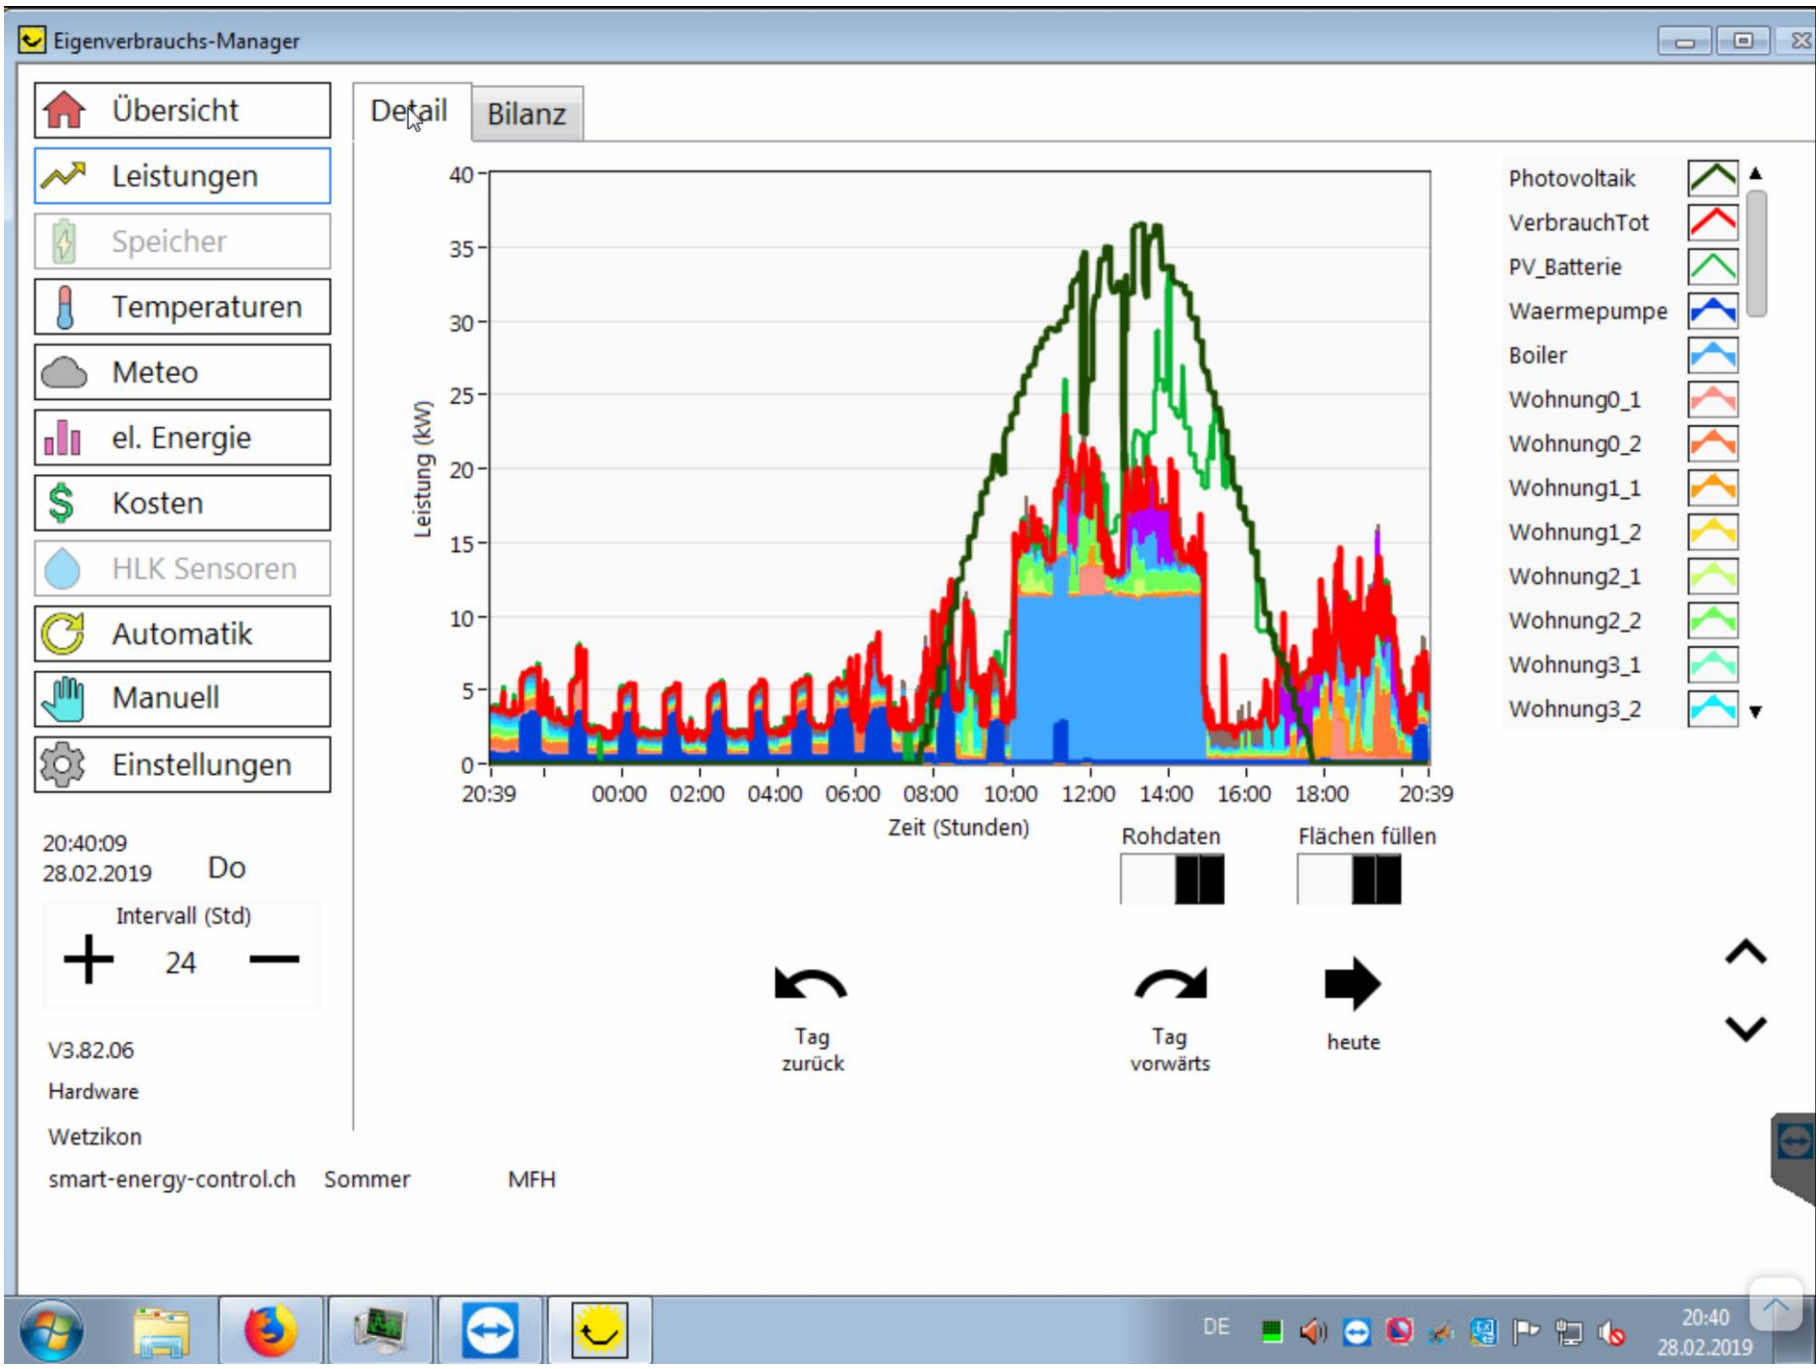 Eigenverbrauchs-Manager
Übersicht
Leistungen
Speicher
Temperaturen
Meteo
el. Energie
Kosten
HLK Sensoren
Automatik
Manuell
Einstellungen
20:40:09
28.02.2019 Do
Intervall (Std)
24
V3.82.06
Hardware
Wetzikon
smart-energy-control.ch Sommer MFH
Detail Bilanz
Leistung (kW)
40
35
30
25
20
15
10
5
0
20:39 00:00 02:00 04:00 06:00 08:00 10:00 12:00 14:00 16:00 18:00 20:39
Zeit (Stunden)
Photovoltaik
VerbrauchTot
PV_Batterie
Waermepumpe
Boiler
Wohnung0_1
Wohnung0_2
Wohnung1_1
Wohnung1_2
Wohnung2_1
Wohnung2_2
Wohnung3_1
Wohnung3_2
Rohdaten Flächen füllen
Tag
zurück
Tag
vorwärts
heute
DE
20:40
28.02.2019